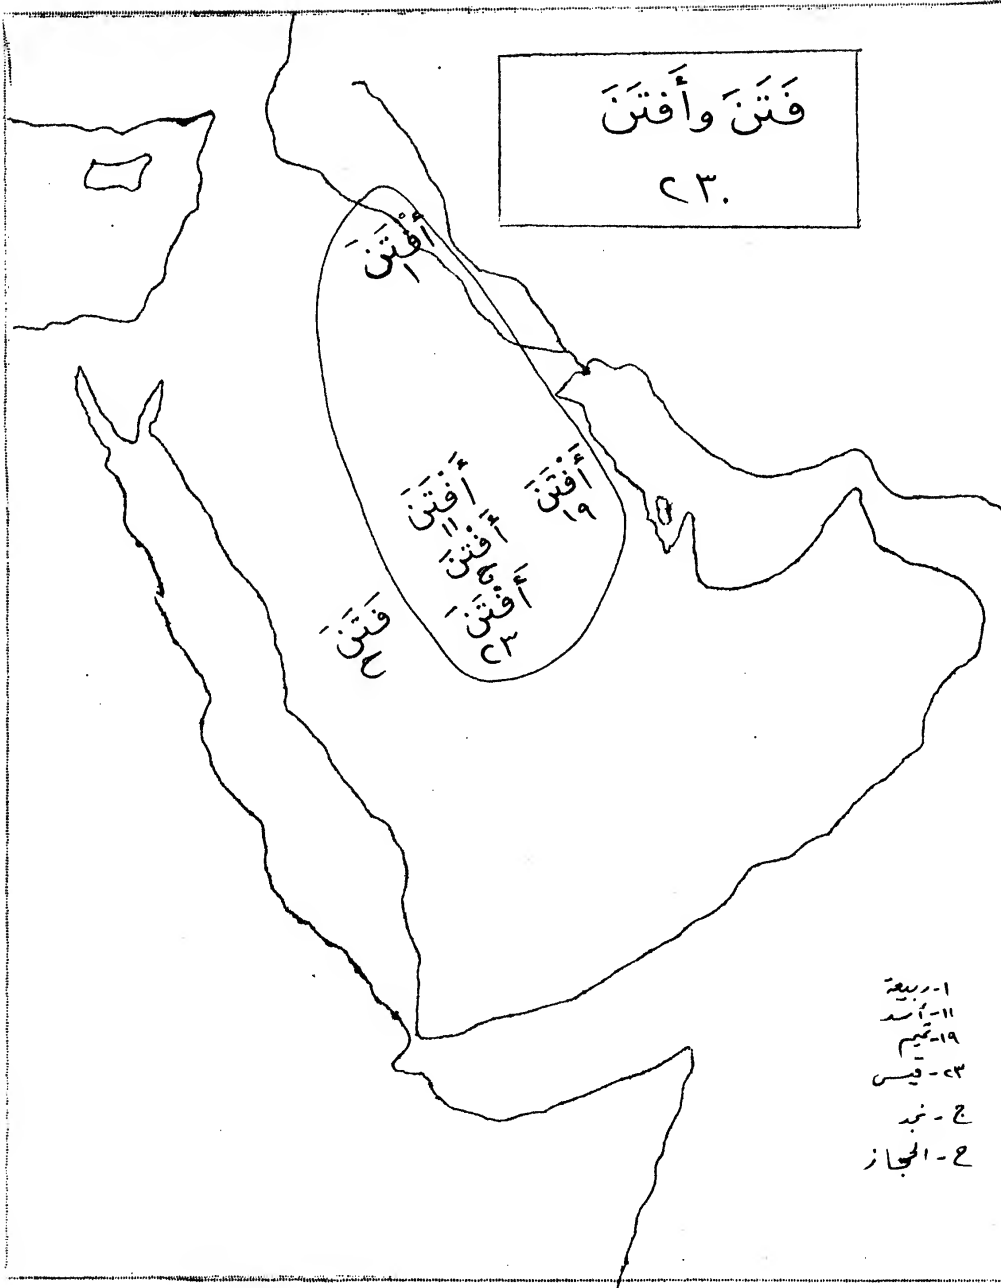 فَتَنَ وأَفتَنَ
٢٣٠
أَفْتَنَ
١
أَفْتَنَ
١١
أَفْتَنَ
١٩
أَفْتَنَ
ج
أَفْتَنَ
٢٣
فَتَنَ
ح
١- ربيعة
١١- أسد
١٩- تميم
٢٣- قيس
ج - نجد
ح - الحجاز